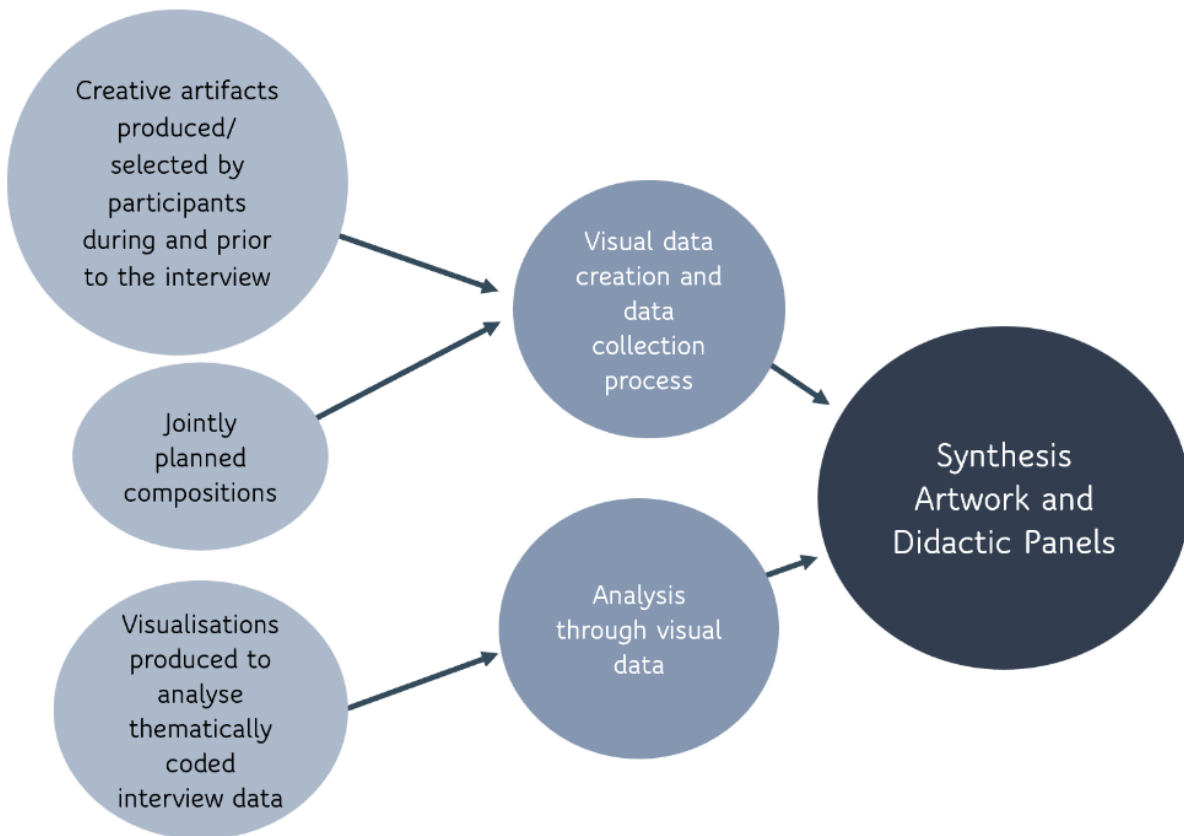 Creative artifacts
produced/
selected by
participants
during and prior
to the interview
Jointly
planned
compositions
Visualisations
produced to
analyse
thematically
coded
interview data
Visual data
creation and
data
collection
process
Analysis
through visual
data
Synthesis
Artwork and
Didactic Panels